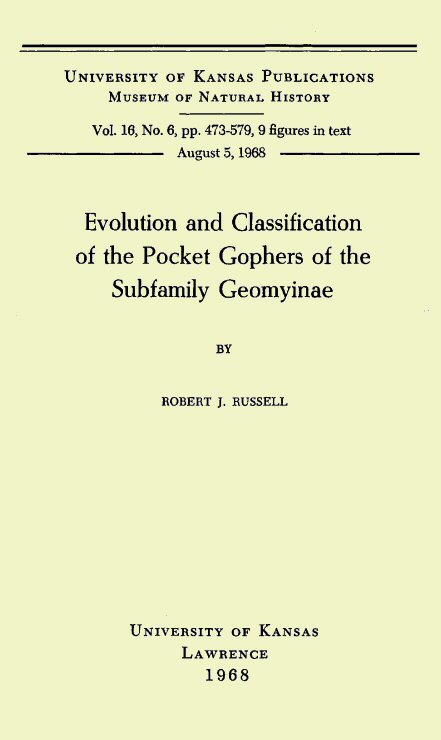 University of Kansas Publications
Museum of Natural History
Vol. 16, No. 6, pp. 473-579, 9 figures in text
August 5, 1968
Evolution and Classification
of the Pocket Gophers of the
Subfamily Geomyinae
BY
ROBERT J. RUSSELL
University of Kansas
Lawrence
1968